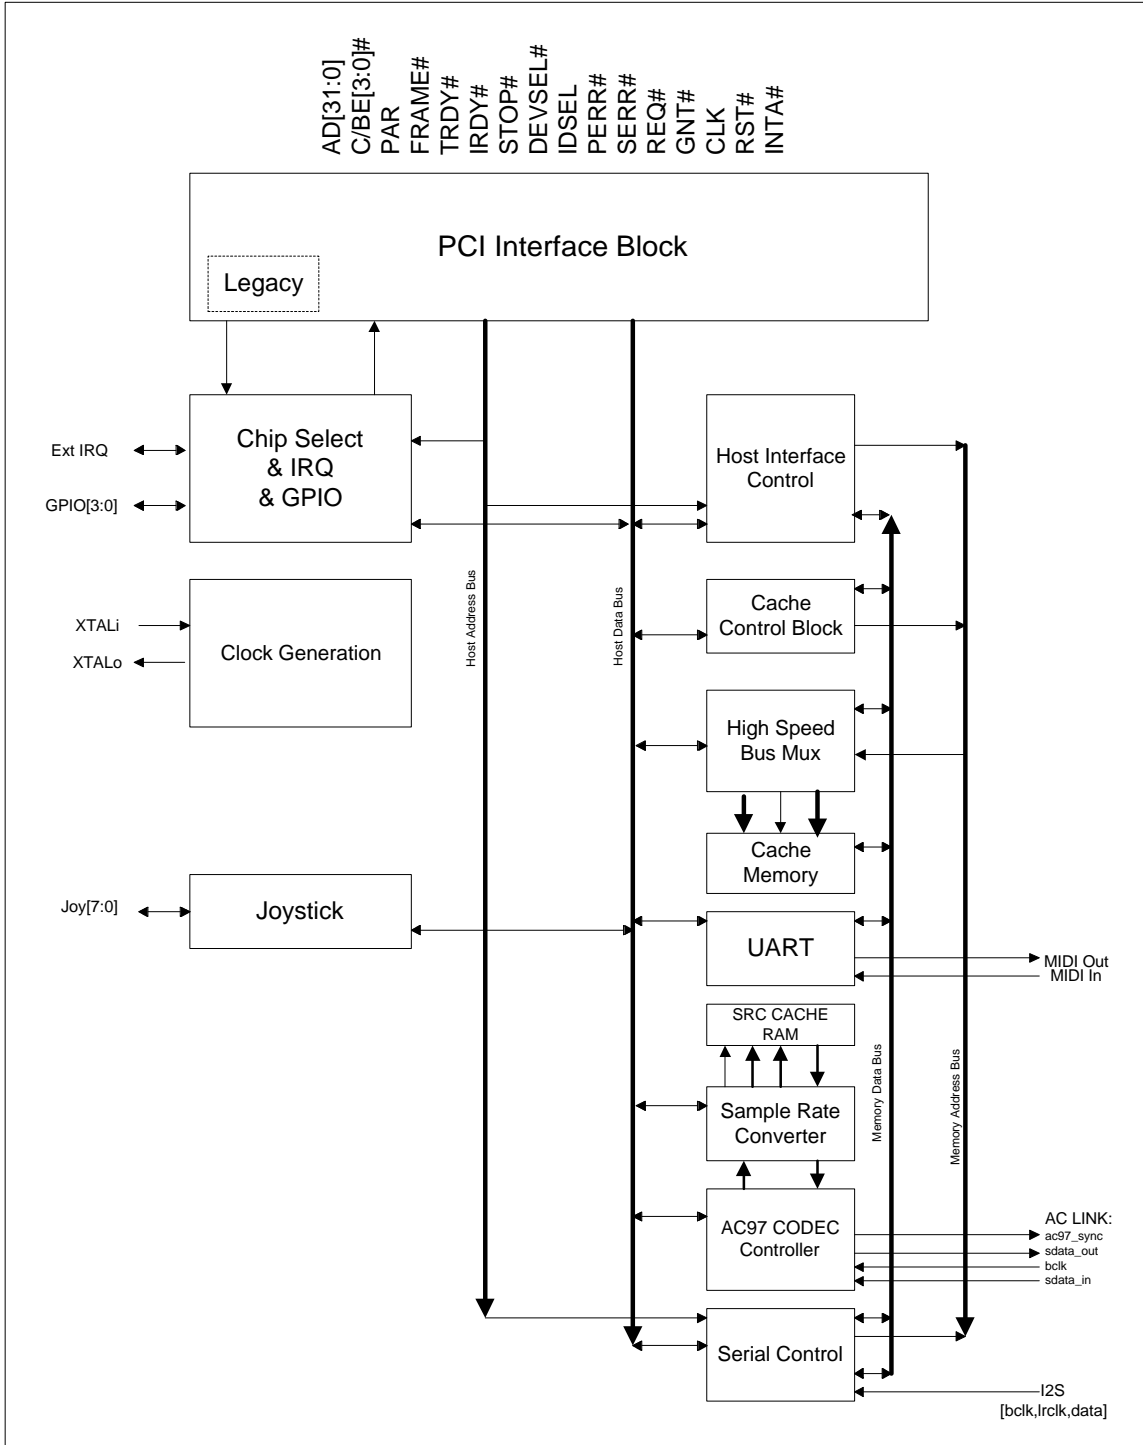 AD[31:0]
C/BE[3:0]#
PAR
FRAME#
TRDY#
IRDY#
STOP#
DEVSEL#
IDSEL
PERR#
SERR#
REQ#
GNT#
CLK
RST#
INTA#
PCI Interface Block
Legacy
Chip Select
& IRQ
& GPIO
Ext IRQ
GPIO[3:0]
Host Interface
Control
XTALi
XTALo
Clock Generation
Host Address Bus
Host Data Bus
Cache
Control Block
High Speed
Bus Mux
Cache
Memory
Joy[7:0]
Joystick
UART
MIDI Out
MIDI In
SRC CACHE
RAM
Sample Rate
Converter
Memory Data Bus
Memory Address Bus
AC97 CODEC
Controller
AC LINK:
ac97_sync
sdata_out
bclk
sdata_in
Serial Control
I2S
[bclk,lrclk,data]